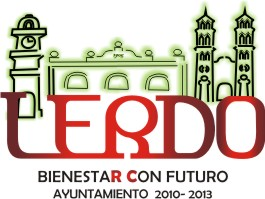 LERDO
BIENESTAR CON FUTURO
AYUNTAMIENTO 2010- 2013